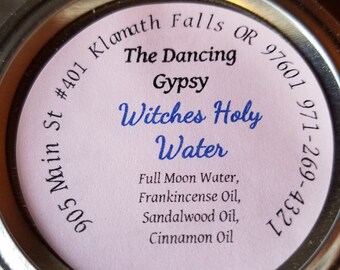 905 Main St #401 Klamath Falls OR 97601 971-269-4321
The Dancing
Gypsy
Witches Holy
Water
Full Moon Water,
Frankincense Oil,
Sandalwood Oil,
Cinnamon Oil